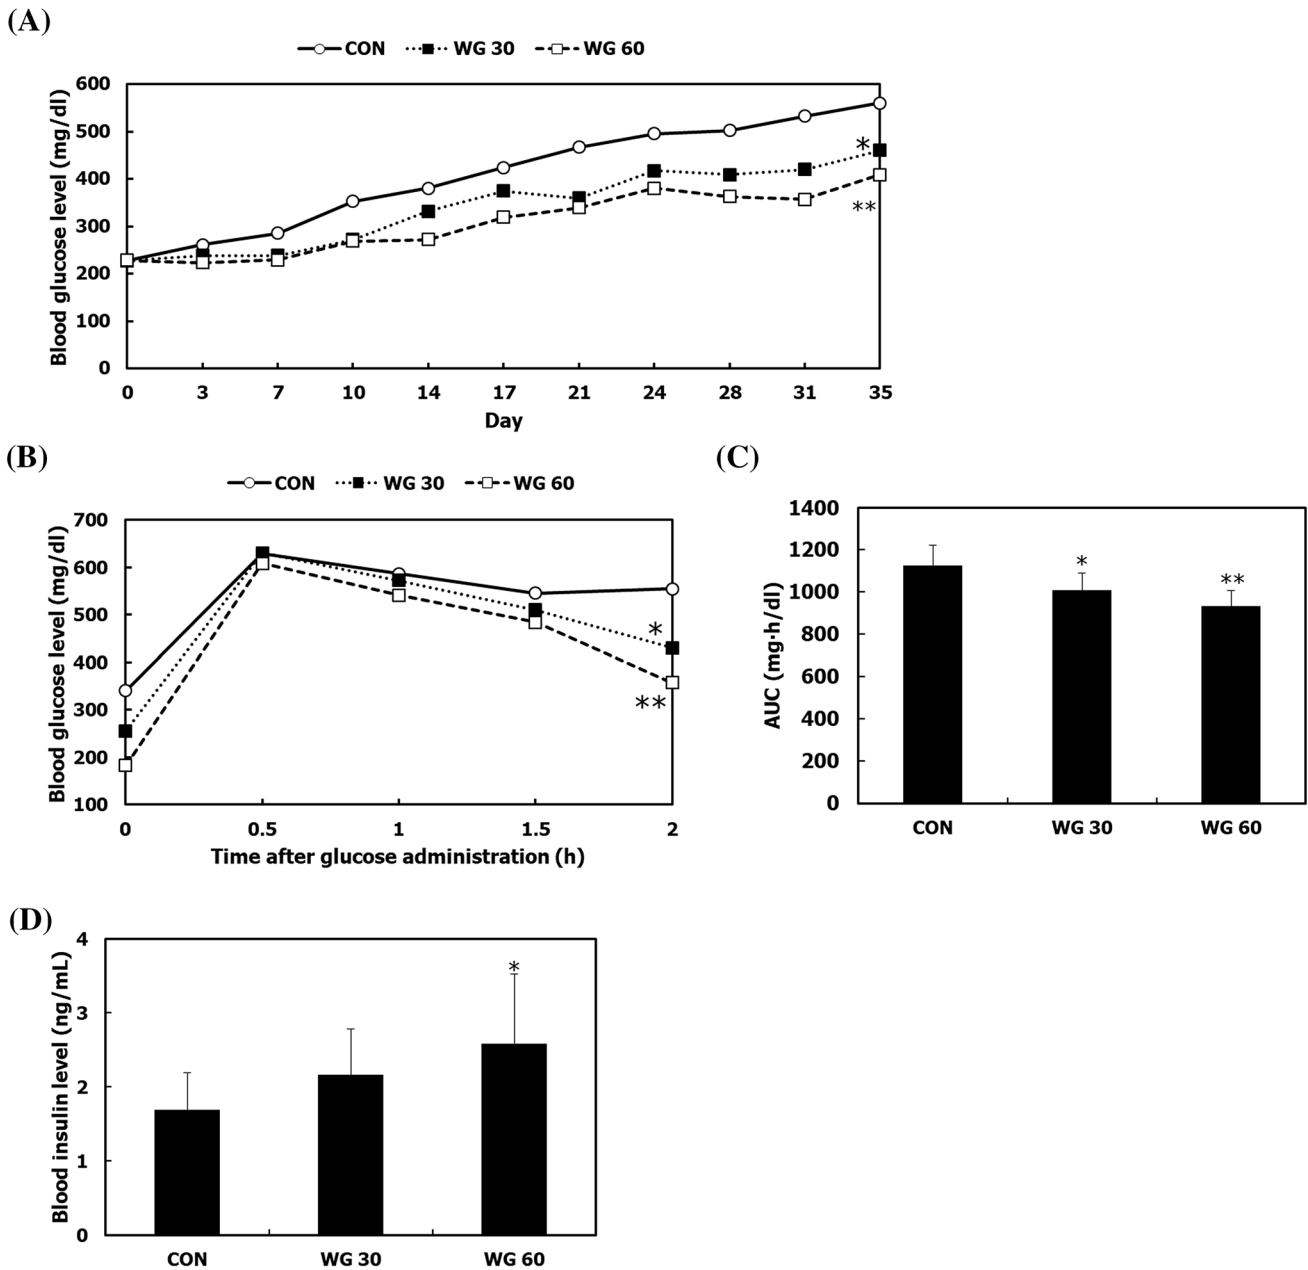 (A)
CON WG 30 WG 60
Blood glucose level (mg/dl)
600
500
400
300
200
100
0
*
**
0 3 7 10 14 17 21 24 28 31 35
Day
(B)
CON WG 30 WG 60
Blood glucose level (mg/dl)
700
600
500
400
300
200
100
*
**
0 0.5 1 1.5 2
Time after glucose administration (h)
(C)
AUC (mg·h/dl)
1400
1200
1000
800
600
400
200
0
*
**
CON WG 30 WG 60
(D)
Blood insulin level (ng/mL)
4
3
2
1
0
*
CON WG 30 WG 60